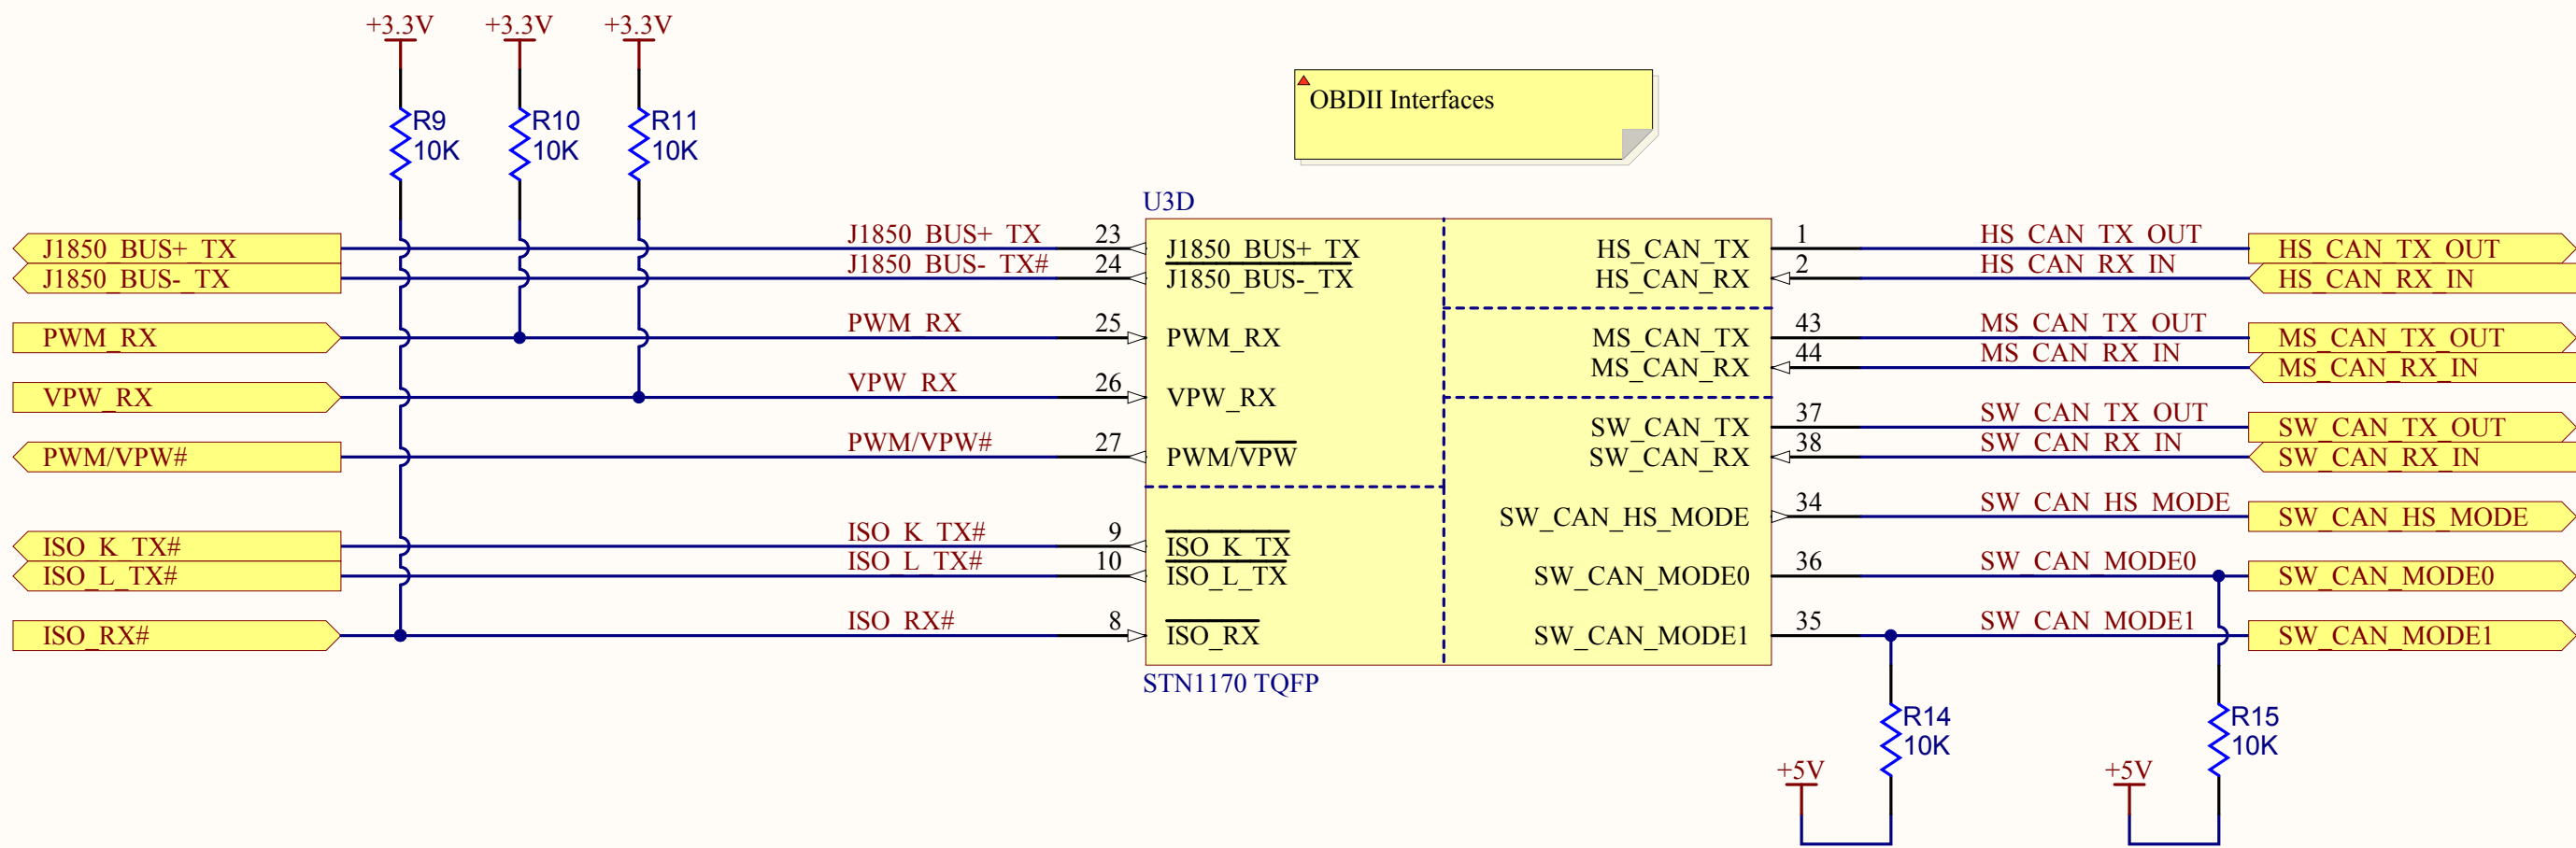 +3.3V +3.3V +3.3V
R9 R10 R11
10K 10K 10K
OBDII Interfaces
U3D
J1850_BUS+_TX J1850_BUS+_TX 23 J1850_BUS+_TX HS_CAN_TX 1 HS_CAN_TX_OUT HS_CAN_TX_OUT
J1850_BUS-_TX J1850_BUS-_TX# 24 J1850_BUS-_TX HS_CAN_RX 2 HS_CAN_RX_IN HS_CAN_RX_IN
PWM_RX PWM_RX 25 PWM_RX MS_CAN_TX 43 MS_CAN_TX_OUT MS_CAN_TX_OUT
MS_CAN_RX 44 MS_CAN_RX_IN MS_CAN_RX_IN
VPW_RX VPW_RX 26 VPW_RX
SW_CAN_TX 37 SW_CAN_TX_OUT SW_CAN_TX_OUT
PWM/VPW# PWM/VPW# 27 PWM/VPW SW_CAN_RX 38 SW_CAN_RX_IN SW_CAN_RX_IN
SW_CAN_HS_MODE 34 SW_CAN_HS_MODE SW_CAN_HS_MODE
ISO_K_TX# ISO_K_TX# 9 ISO_K_TX
ISO_L_TX# ISO_L_TX# 10 ISO_L_TX SW_CAN_MODE0 36 SW_CAN_MODE0 SW_CAN_MODE0
ISO_RX# ISO_RX# 8 ISO_RX SW_CAN_MODE1 35 SW_CAN_MODE1 SW_CAN_MODE1
STN1170 TQFP
R14 R15
10K 10K
+5V +5V